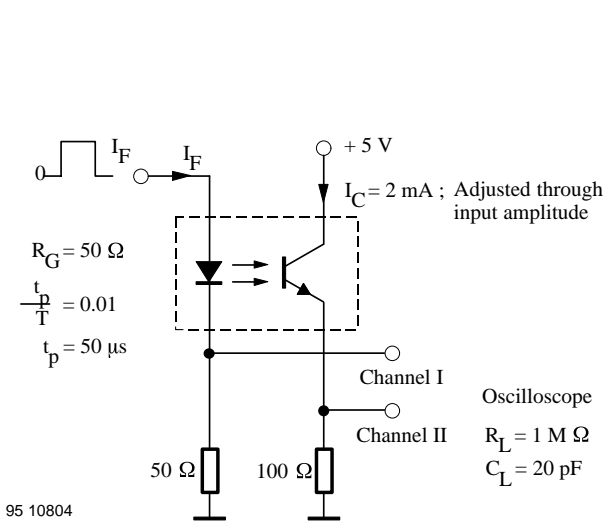 + 5 V
0
I_F
I_F
I_C = 2 mA ; Adjusted through
input amplitude
R_G = 50 Ω
t_p
T
= 0.01
t_p = 50 μs
Channel I
Channel II
Oscilloscope
R_L = 1 M Ω
C_L = 20 pF
50 Ω
100 Ω
95 10804